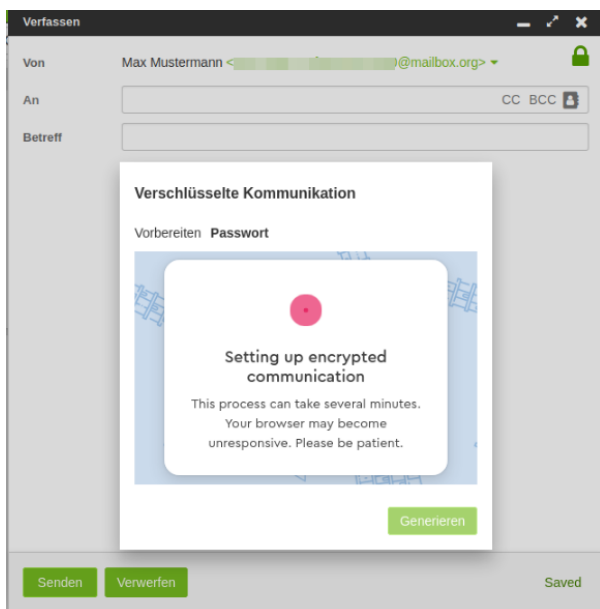 Verfassen
Von Max Mustermann < @mailbox.org>
An CC BCC
Betreff
Verschlüsselte Kommunikation
Vorbereiten Passwort
Setting up encrypted
communication
This process can take several minutes.
Your browser may become
unresponsive. Please be patient.
Generieren
Senden Verwerfen Saved